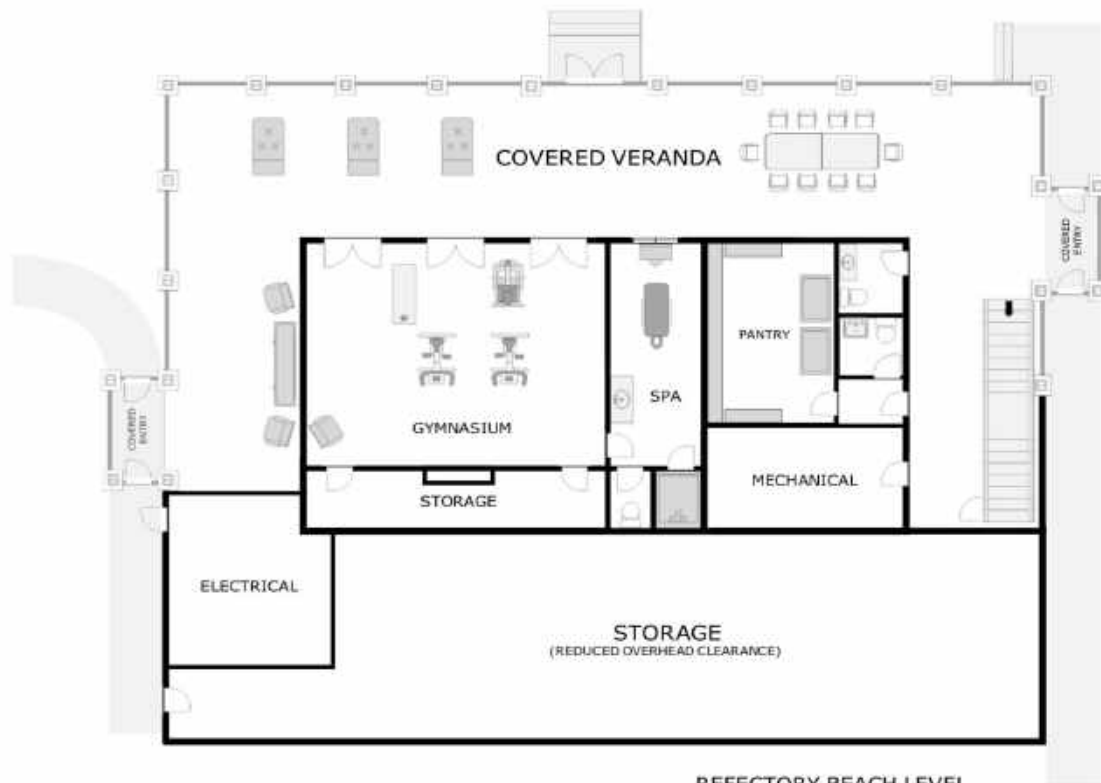 COVERED VERANDA
COVERED
ENTRY
PANTRY
SPA
GYMNASIUM
COVERED
ENTRY
MECHANICAL
STORAGE
ELECTRICAL
STORAGE
(REDUCED OVERHEAD CLEARANCE)
REFECTORY BEACH LEVEL